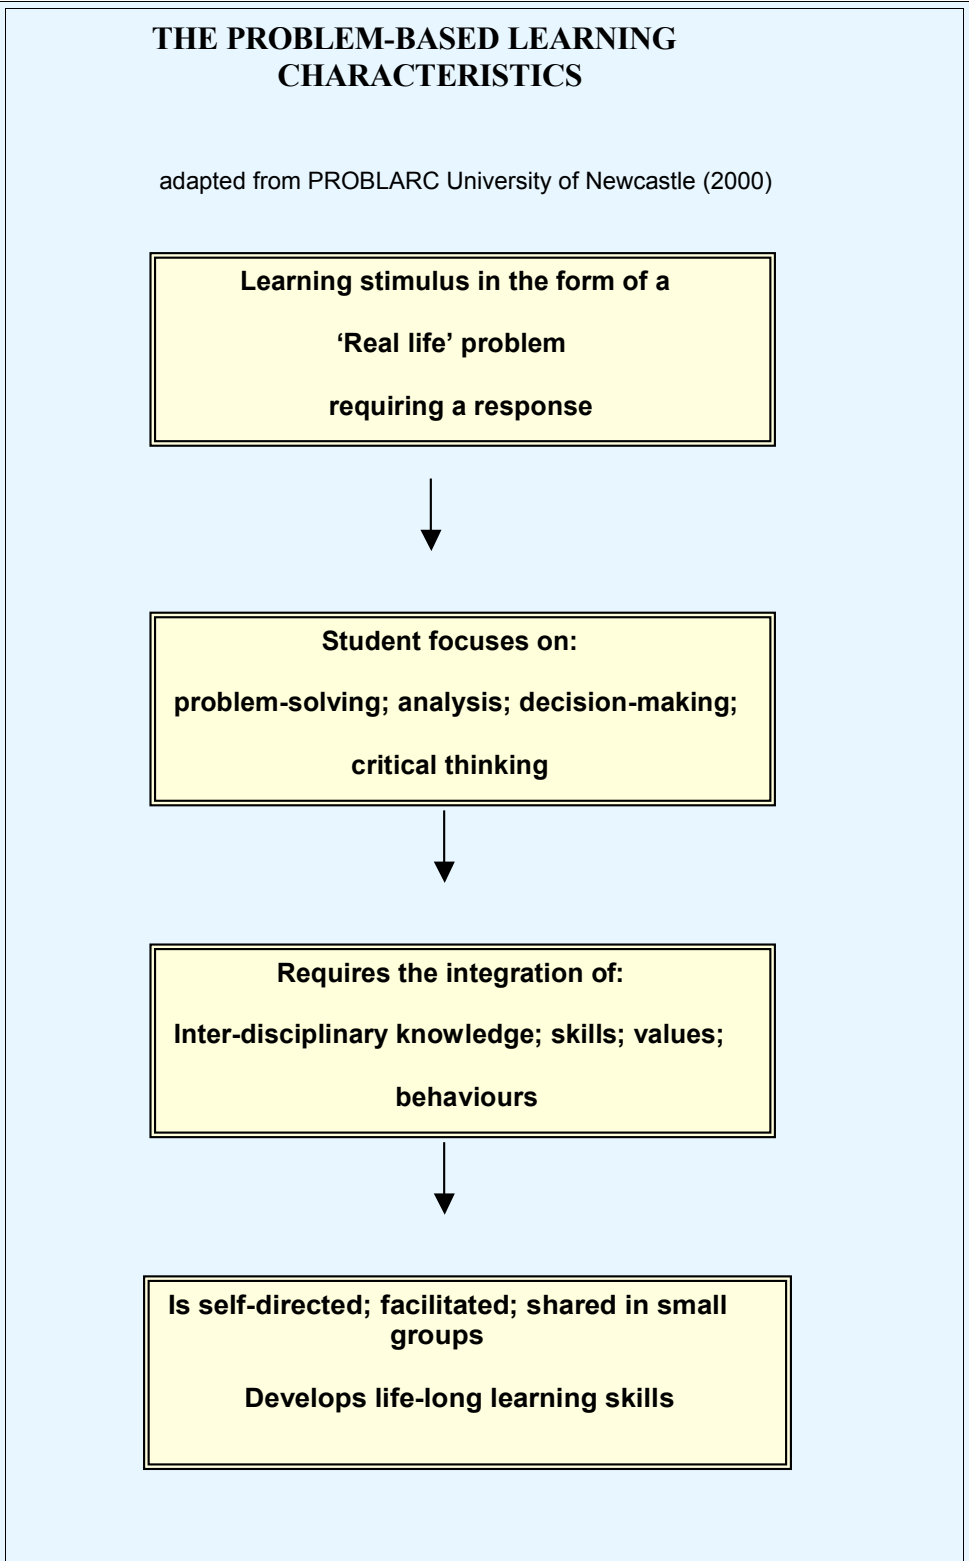 THE PROBLEM-BASED LEARNING
CHARACTERISTICS
adapted from PROBLARC University of Newcastle (2000)
Learning stimulus in the form of a
‘Real life’ problem
requiring a response
Student focuses on:
problem-solving; analysis; decision-making;
critical thinking
Requires the integration of:
Inter-disciplinary knowledge; skills; values;
behaviours
Is self-directed; facilitated; shared in small
groups
Develops life-long learning skills